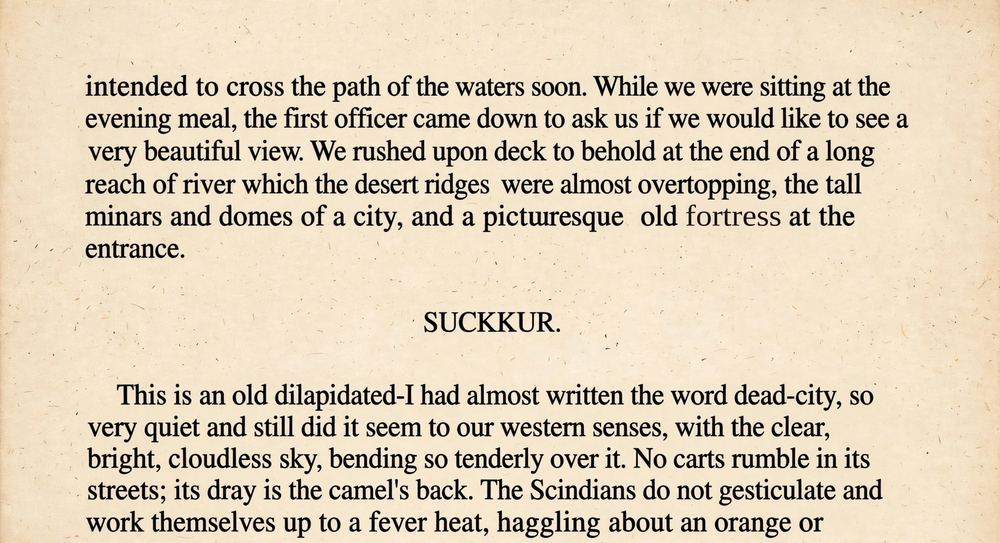 intended to cross the path of the waters soon. While we were sitting at the
evening meal, the first officer came down to ask us if we would like to see a
very beautiful view. We rushed upon deck to behold at the end of a long
reach of river which the desert ridges were almost overtopping, the tall
minars and domes of a city, and a picturesque old fortress at the
entrance.
SUCKKUR.
This is an old dilapidated-I had almost written the word dead-city, so
very quiet and still did it seem to our western senses, with the clear,
bright, cloudless sky, bending so tenderly over it. No carts rumble in its
streets; its dray is the camel's back. The Scindians do not gesticulate and
work themselves up to a fever heat, haggling about an orange or